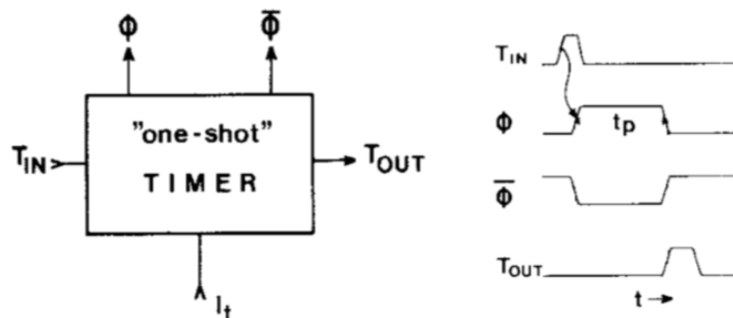 Φ Φ̅
"one-shot"
TIMER
T_IN
T_OUT
I_t
T_IN
Φ
t_p
Φ̅
T_OUT
t →